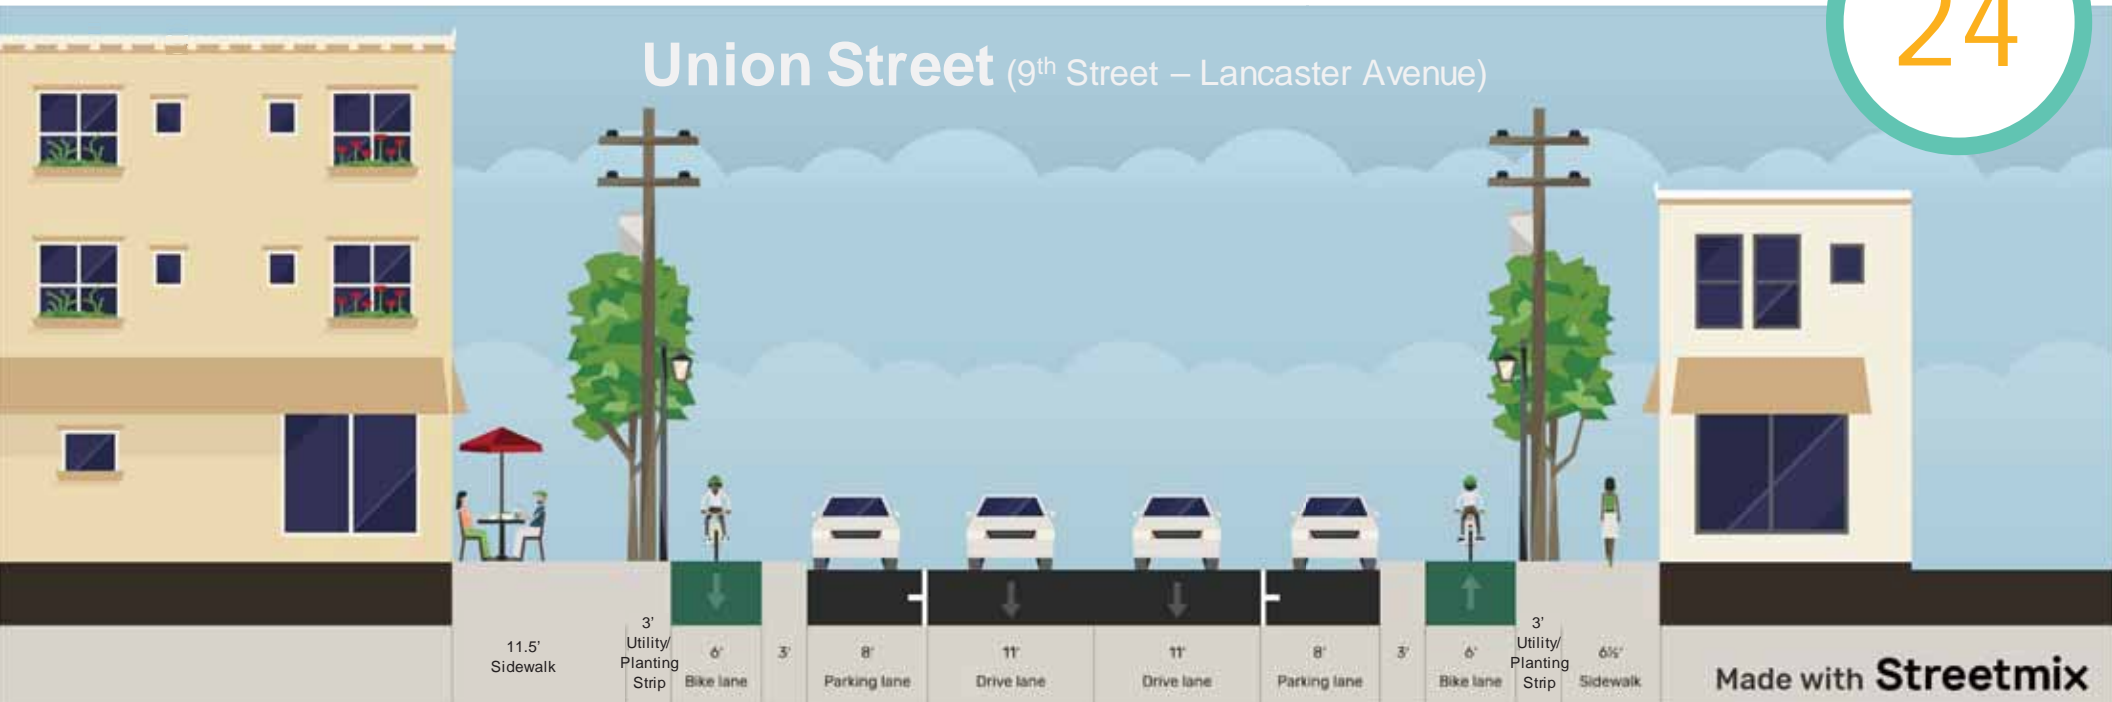 24
Union Street (9th Street – Lancaster Avenue)
11.5’
Sidewalk
3’
Utility/
Planting
Strip
6'
Bike lane
3'
8'
Parking lane
11'
Drive lane
11'
Drive lane
8'
Parking lane
3'
6'
Bike lane
3’
Utility/
Planting
Strip
6½'
Sidewalk
Made with Streetmix